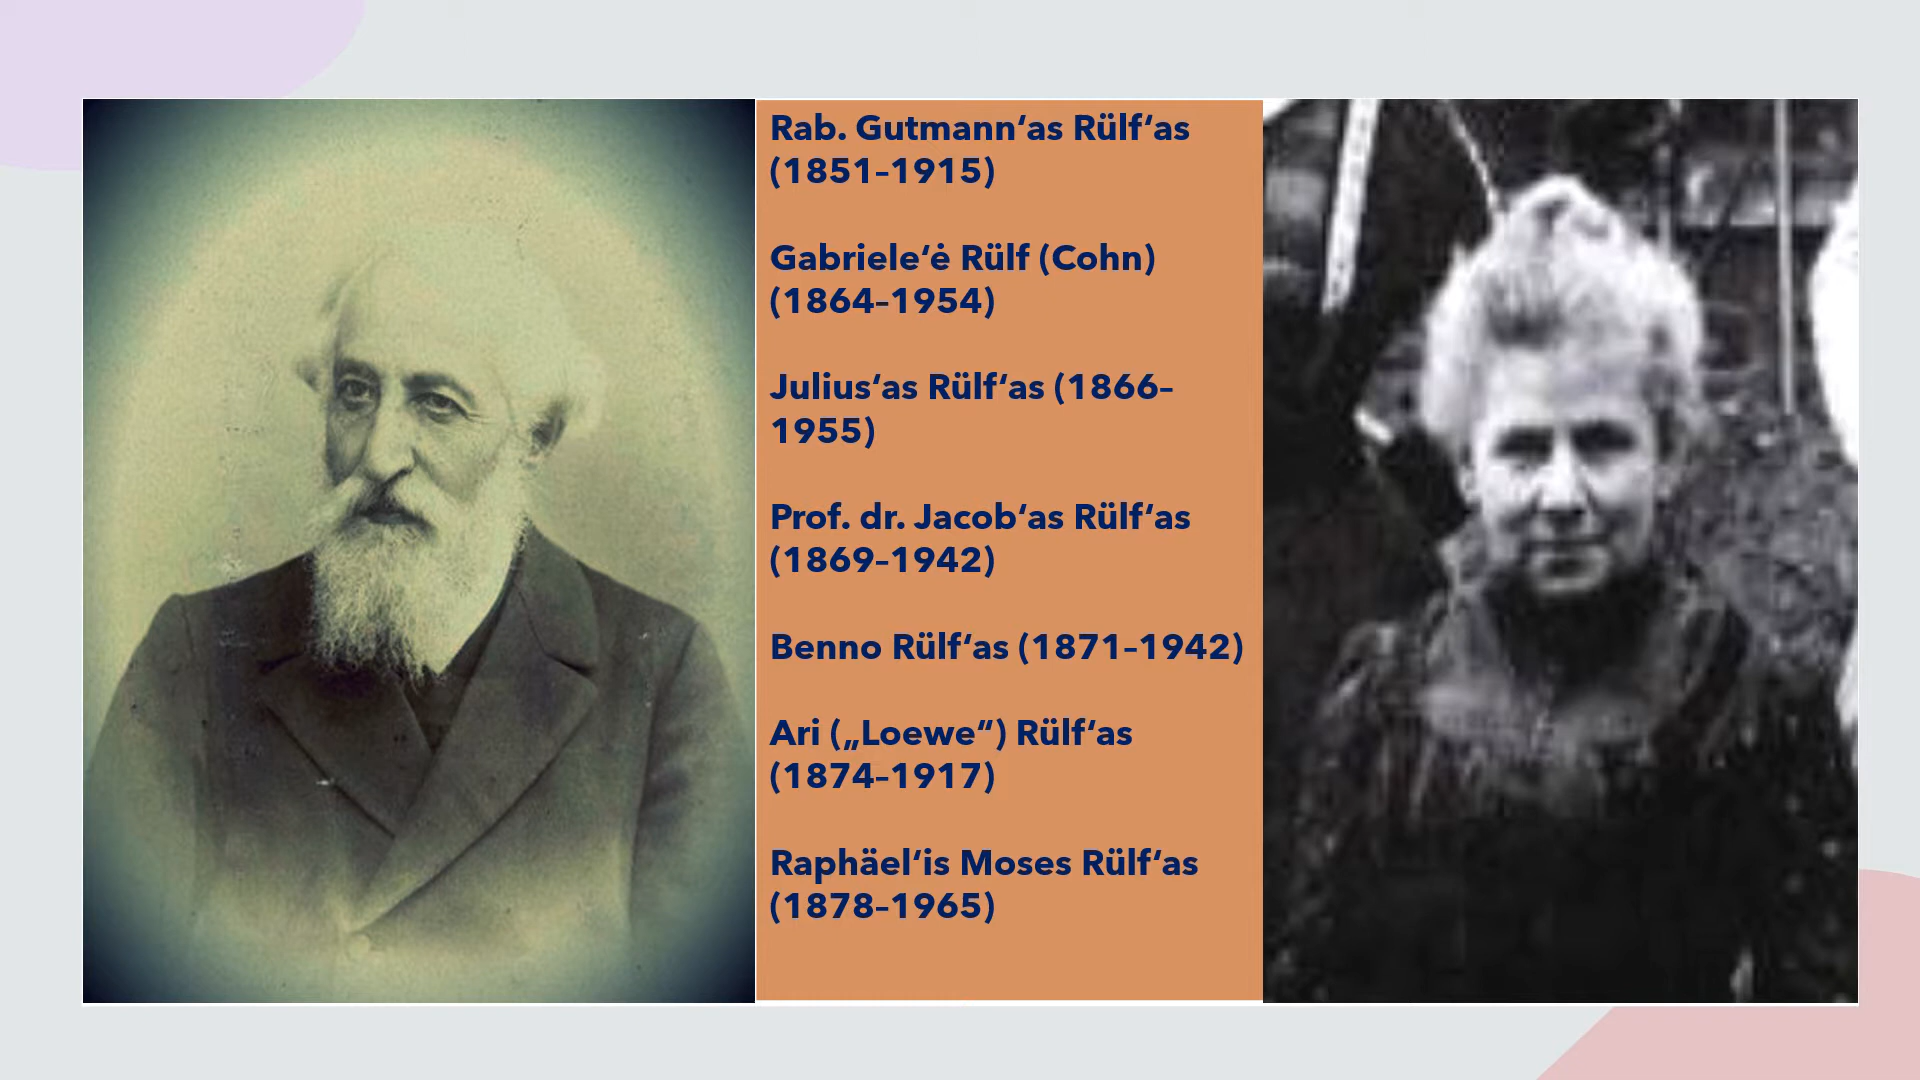 Rab. Gutmann‘as Rülf‘as
(1851–1915)
Gabriele‘ė Rülf (Cohn)
(1864–1954)
Julius‘as Rülf‘as (1866–
1955)
Prof. dr. Jacob‘as Rülf‘as
(1869–1942)
Benno Rülf‘as (1871–1942)
Ari („Loewe“) Rülf‘as
(1874–1917)
Raphäel‘is Moses Rülf‘as
(1878–1965)